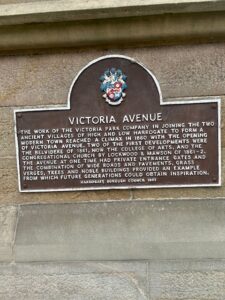 VICTORIA AVENUE
THE WORK OF THE VICTORIA PARK COMPANY IN JOINING THE TWO
ANCIENT VILLAGES OF HIGH AND LOW HARROGATE TO FORM A
MODERN TOWN REACHED A CLIMAX IN 1860 WITH THE OPENING
OF VICTORIA AVENUE. TWO OF THE FIRST DEVELOPMENTS WERE
THE BELVEDERE OF 1861, NOW THE COLLEGE OF ARTS, AND THE
CONGREGATIONAL CHURCH BY LOCKWOOD & MAWSON OF 1861-2.
THE AVENUE AT ONE TIME HAD PRIVATE ENTRANCE GATES AND
THE COMBINATION OF WIDE ROADS AND PAVEMENTS, GRASS
VERGES, TREES AND NOBLE BUILDINGS PROVIDED AN EXAMPLE
FROM WHICH FUTURE GENERATIONS COULD OBTAIN INSPIRATION.
HARROGATE BOROUGH COUNCIL